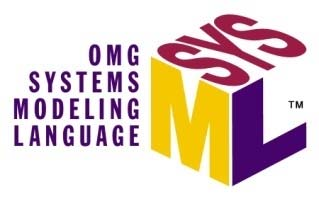 OMG
SYSTEMS
MODELING
LANGUAGE
SYS
ML
™